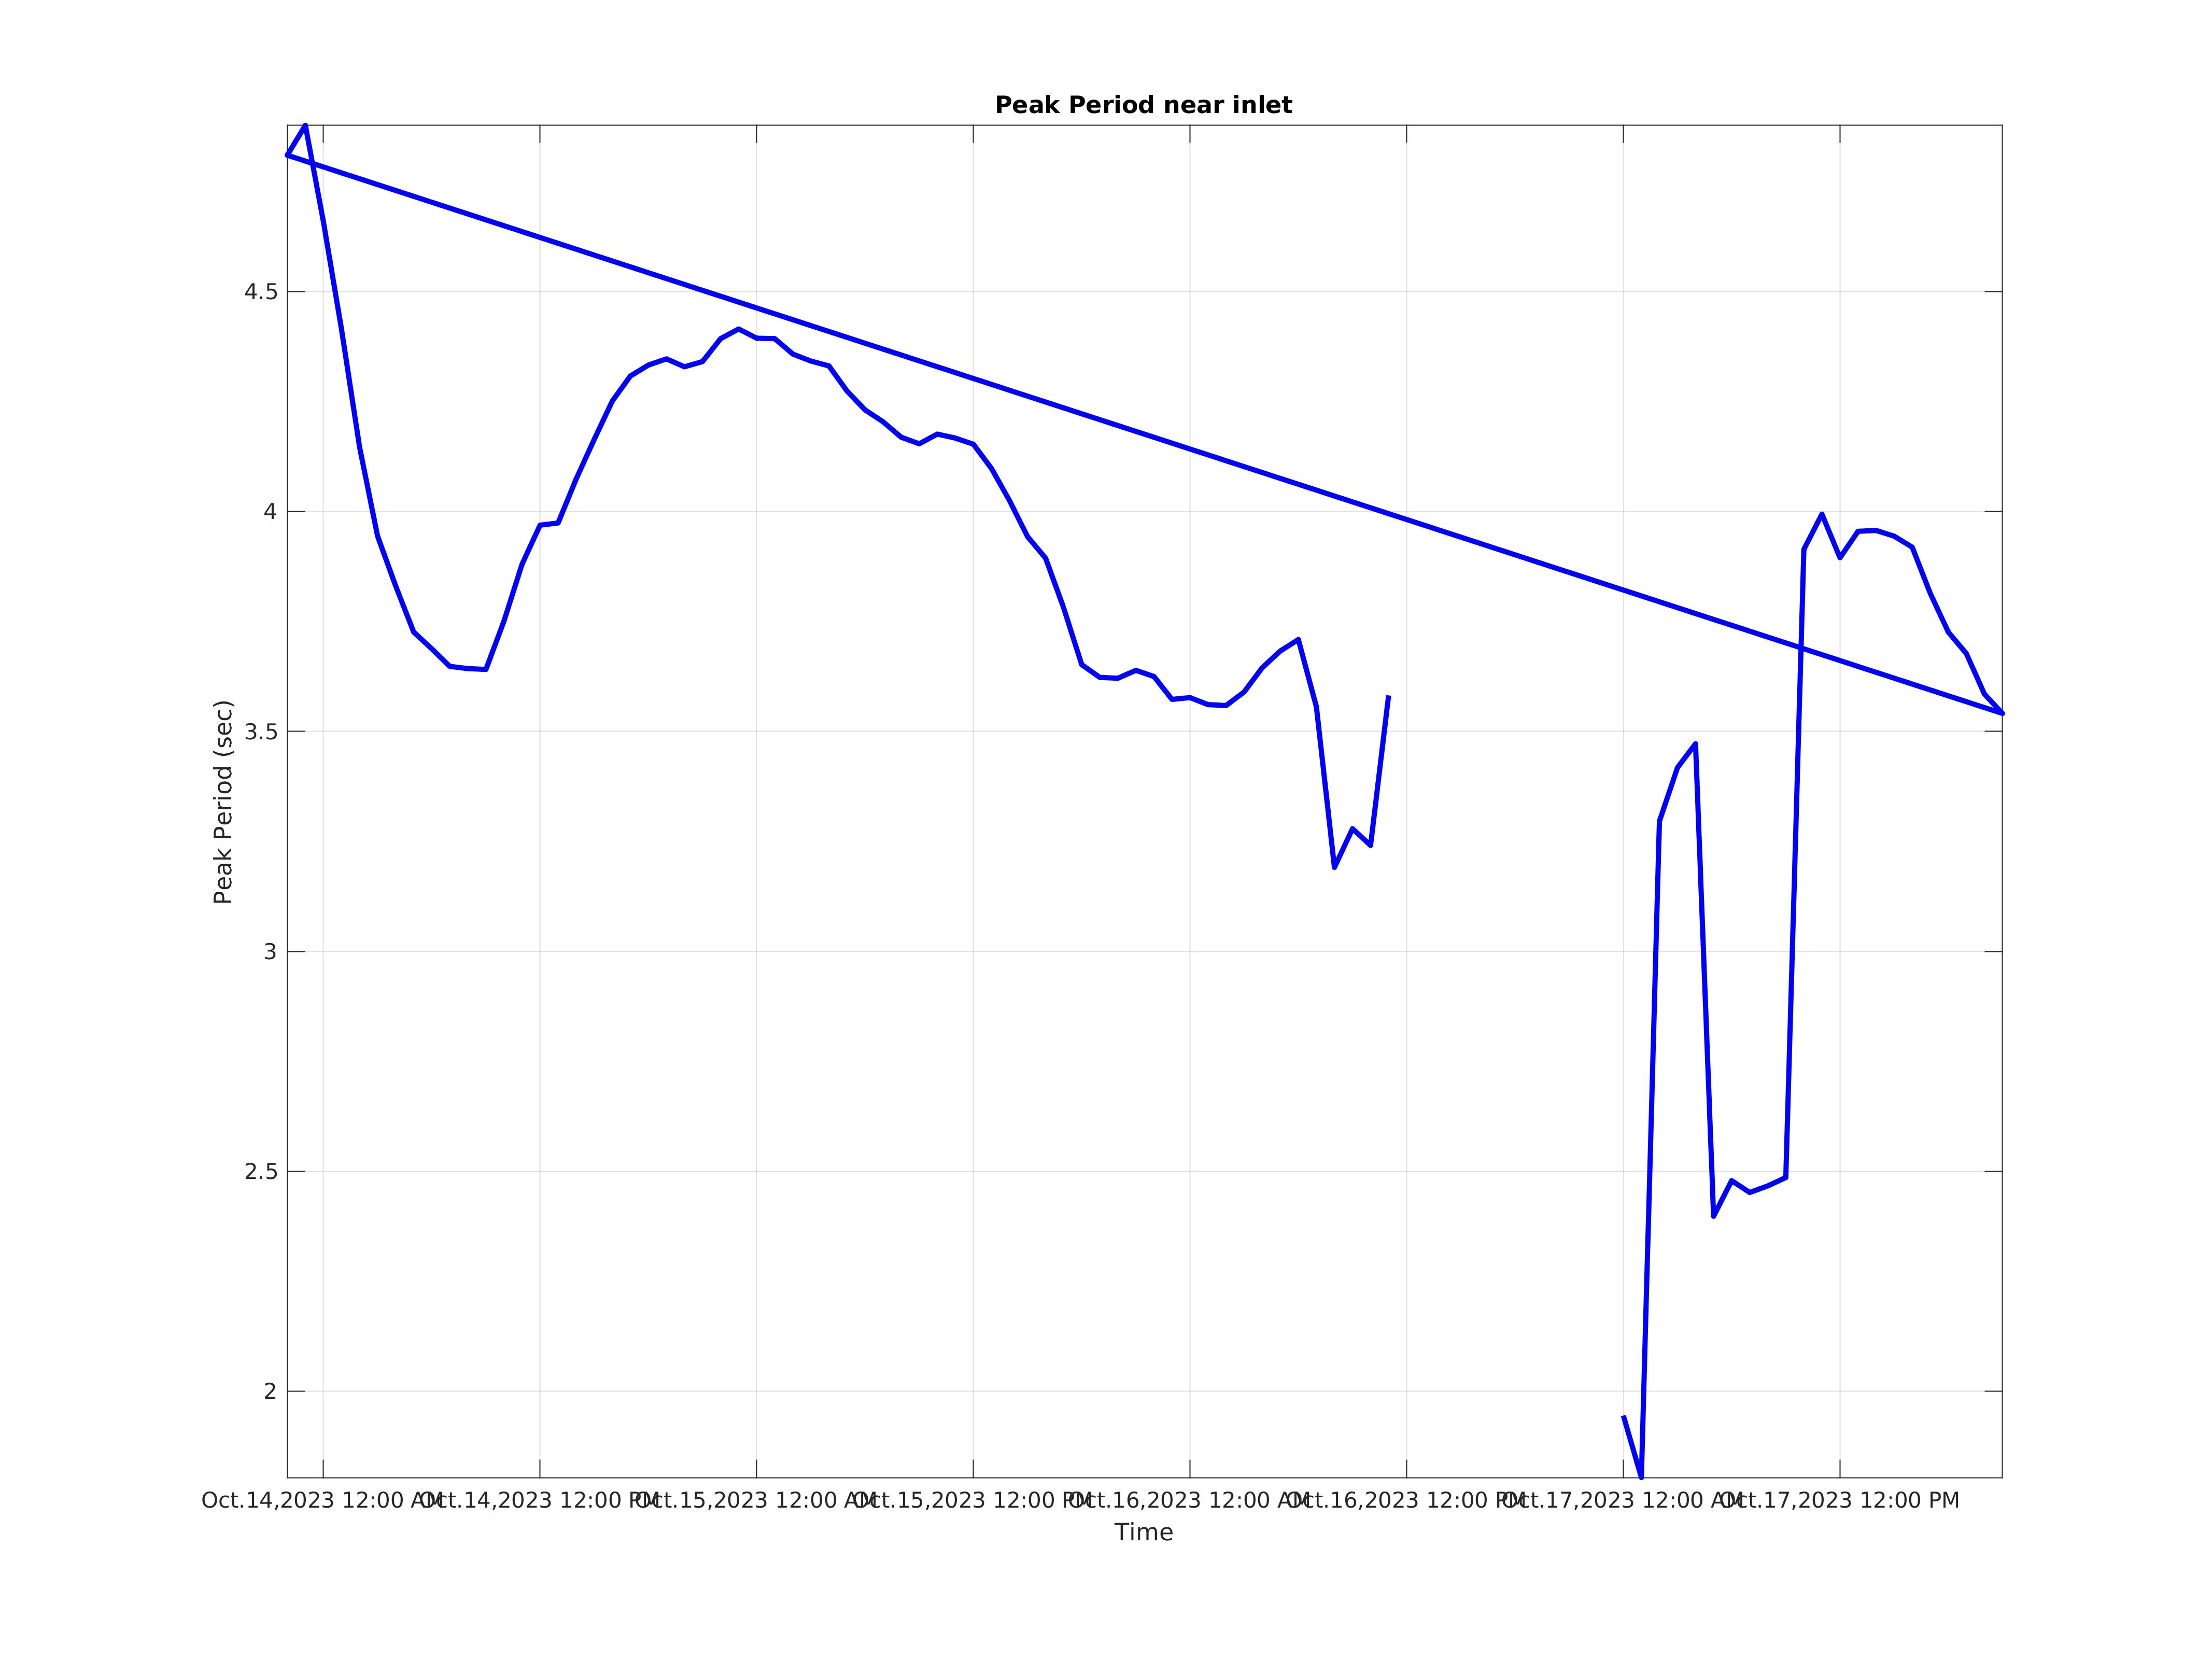 Peak Period near inlet
Peak Period (sec)
4.5
4
3.5
3
2.5
2
Oct.14,2023 12:00 AM Oct.14,2023 12:00 PM Oct.15,2023 12:00 AM Oct.15,2023 12:00 PM Oct.16,2023 12:00 AM Oct.16,2023 12:00 PM Oct.17,2023 12:00 AM Oct.17,2023 12:00 PM
Time